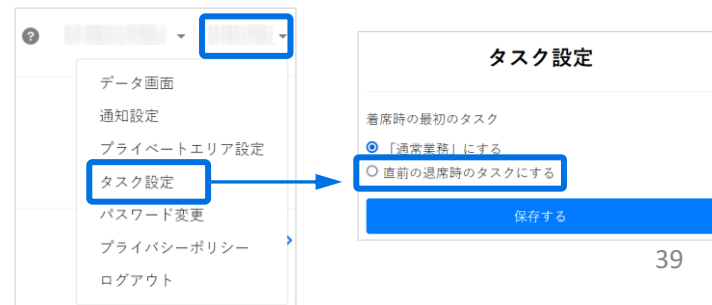 ?
データ画面
通知設定
プライベートエリア設定
タスク設定
パスワード変更
プライバシーポリシー
ログアウト
タスク設定
着席時の最初のタスク
「通常業務」にする
直前の退席時のタスクにする
保存する
39